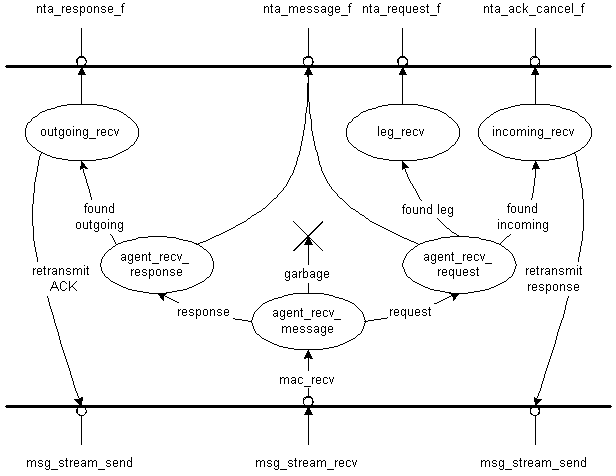 nta_response_f
nta_message_f
nta_request_f
nta_ack_cancel_f
outgoing_recv
leg_recv
incoming_recv
found
outgoing
found leg
found
incoming
agent_recv_
response
agent_recv_
request
retransmit
ACK
garbage
retransmit
response
response
agent_recv_
message
request
mac_recv
msg_stream_send
msg_stream_recv
msg_stream_send